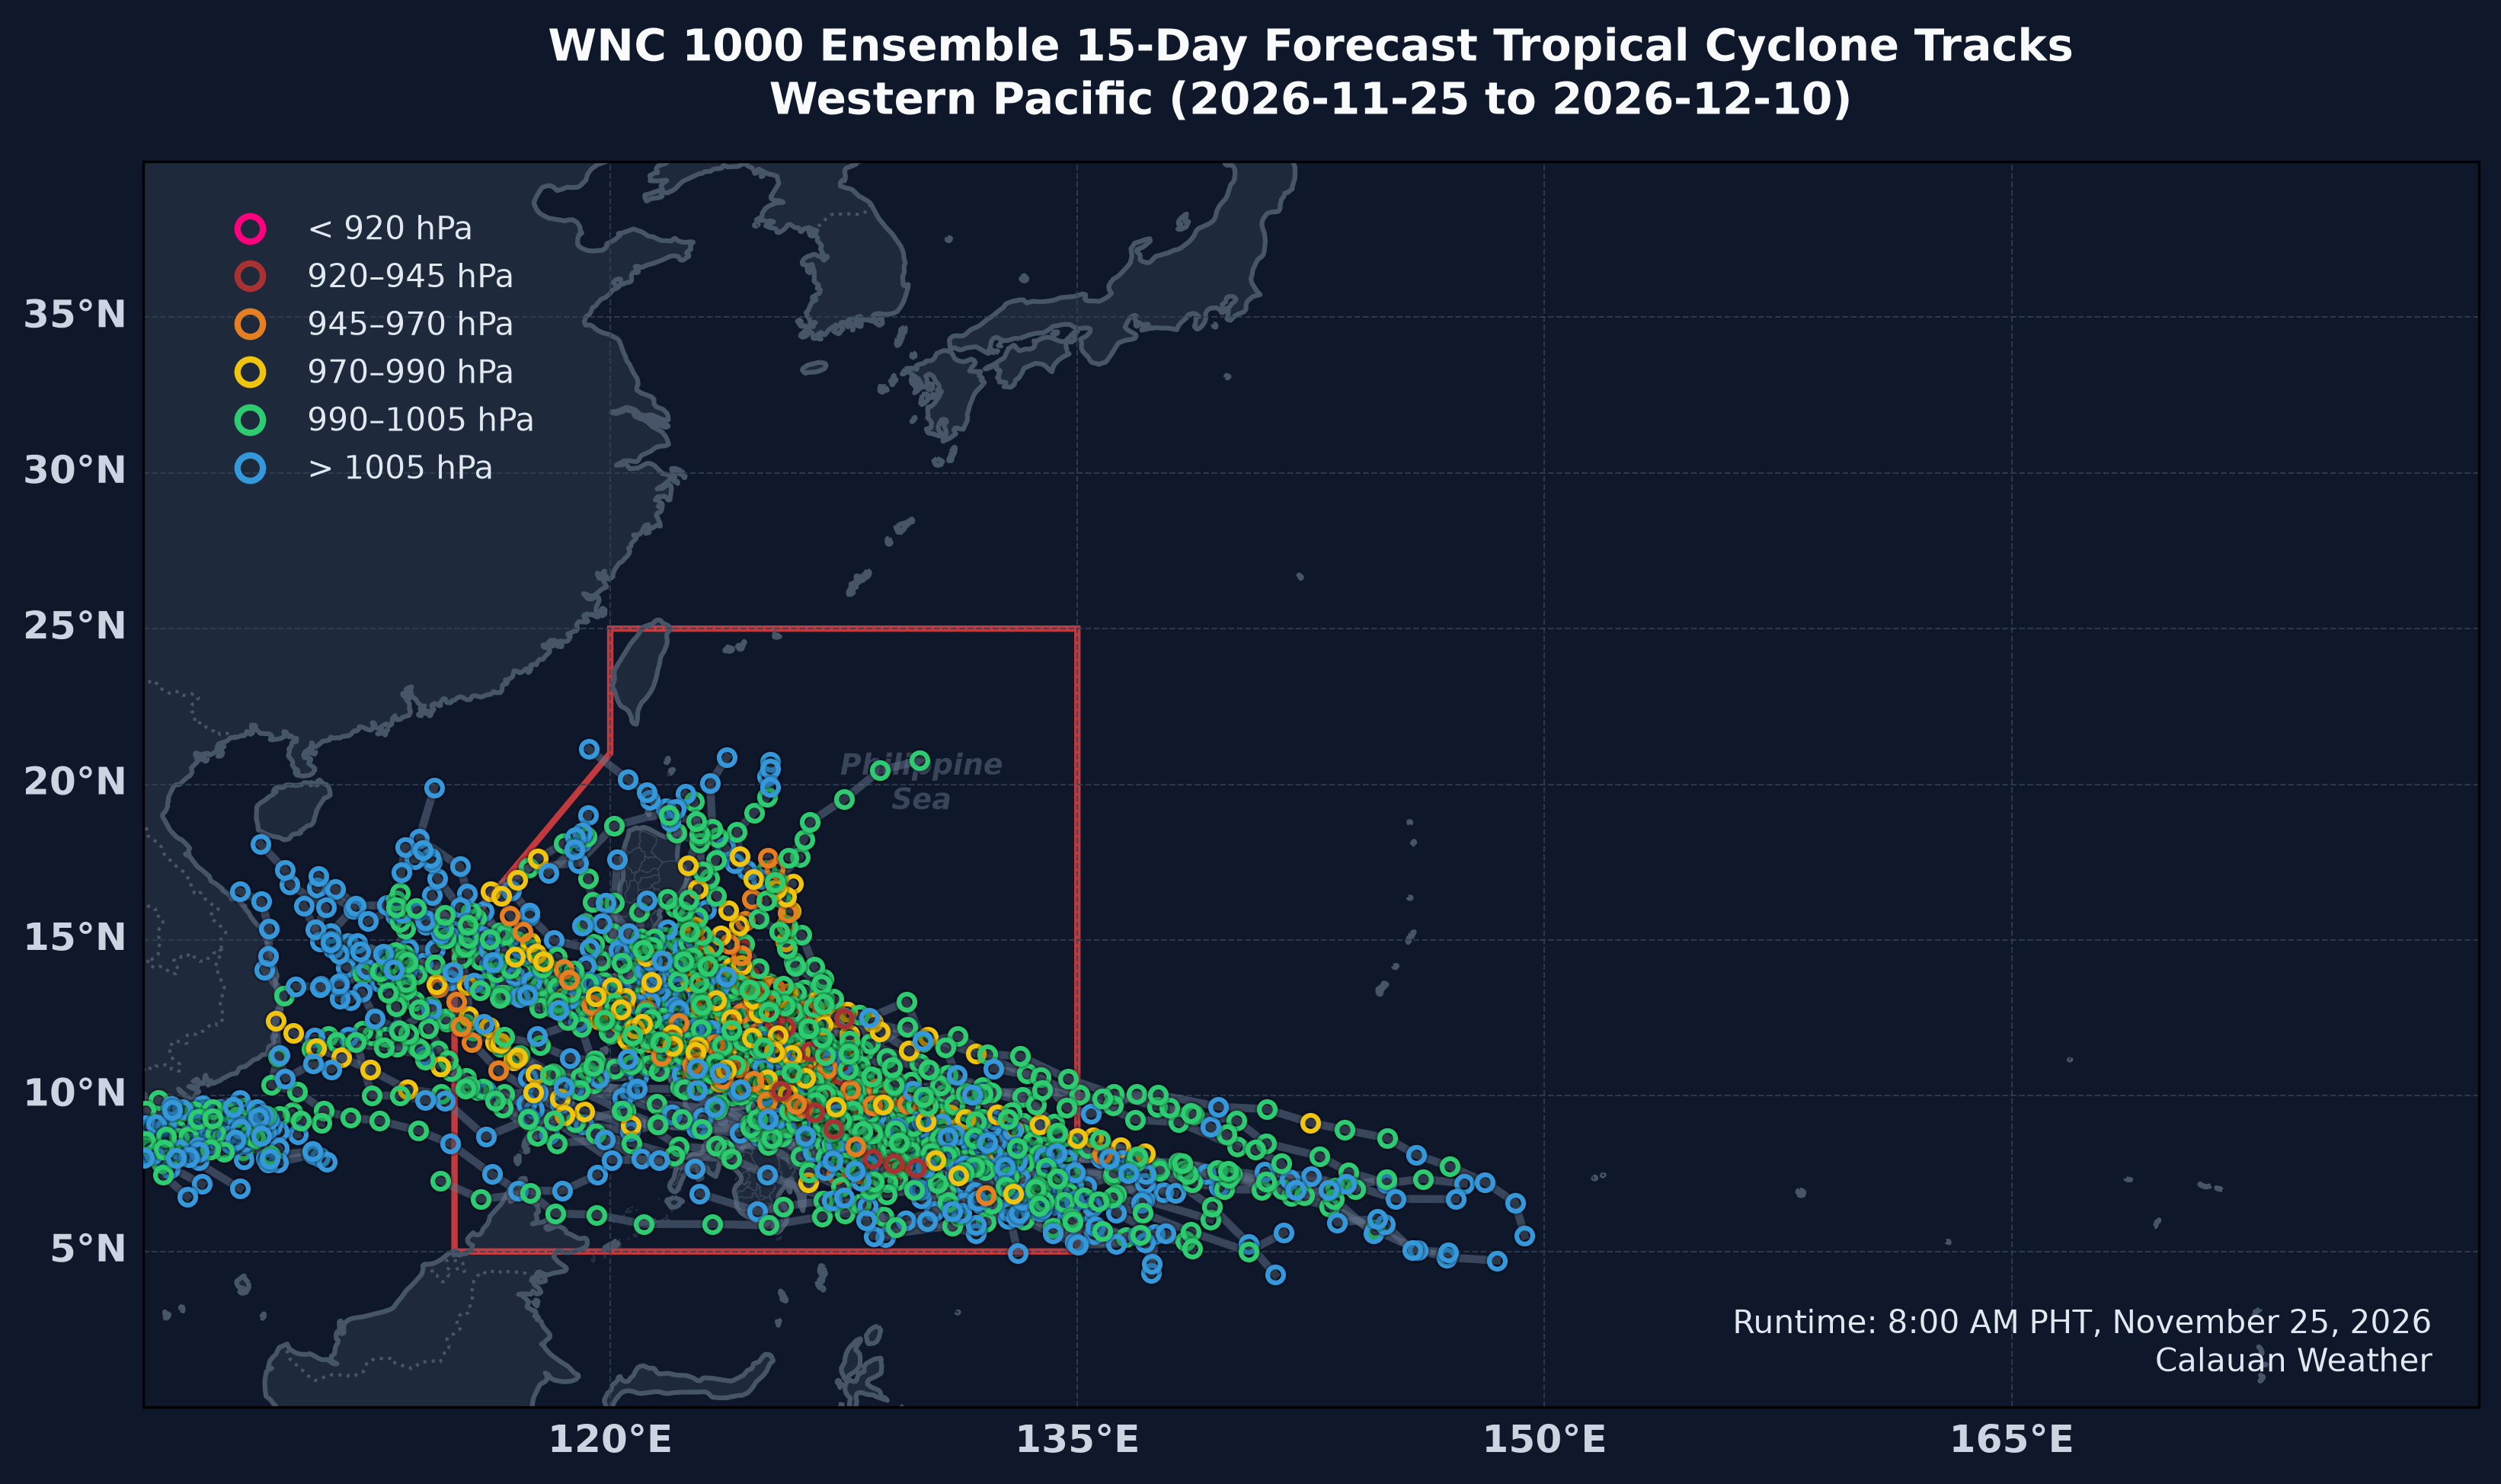 WNC 1000 Ensemble 15-Day Forecast Tropical Cyclone Tracks
Western Pacific (2026-11-25 to 2026-12-10)
< 920 hPa
920–945 hPa
945–970 hPa
970–990 hPa
990–1005 hPa
> 1005 hPa
35°N
30°N
25°N
20°N
15°N
10°N
5°N
Philippine
Sea
Runtime: 8:00 AM PHT, November 25, 2026
Calauan Weather
120°E
135°E
150°E
165°E